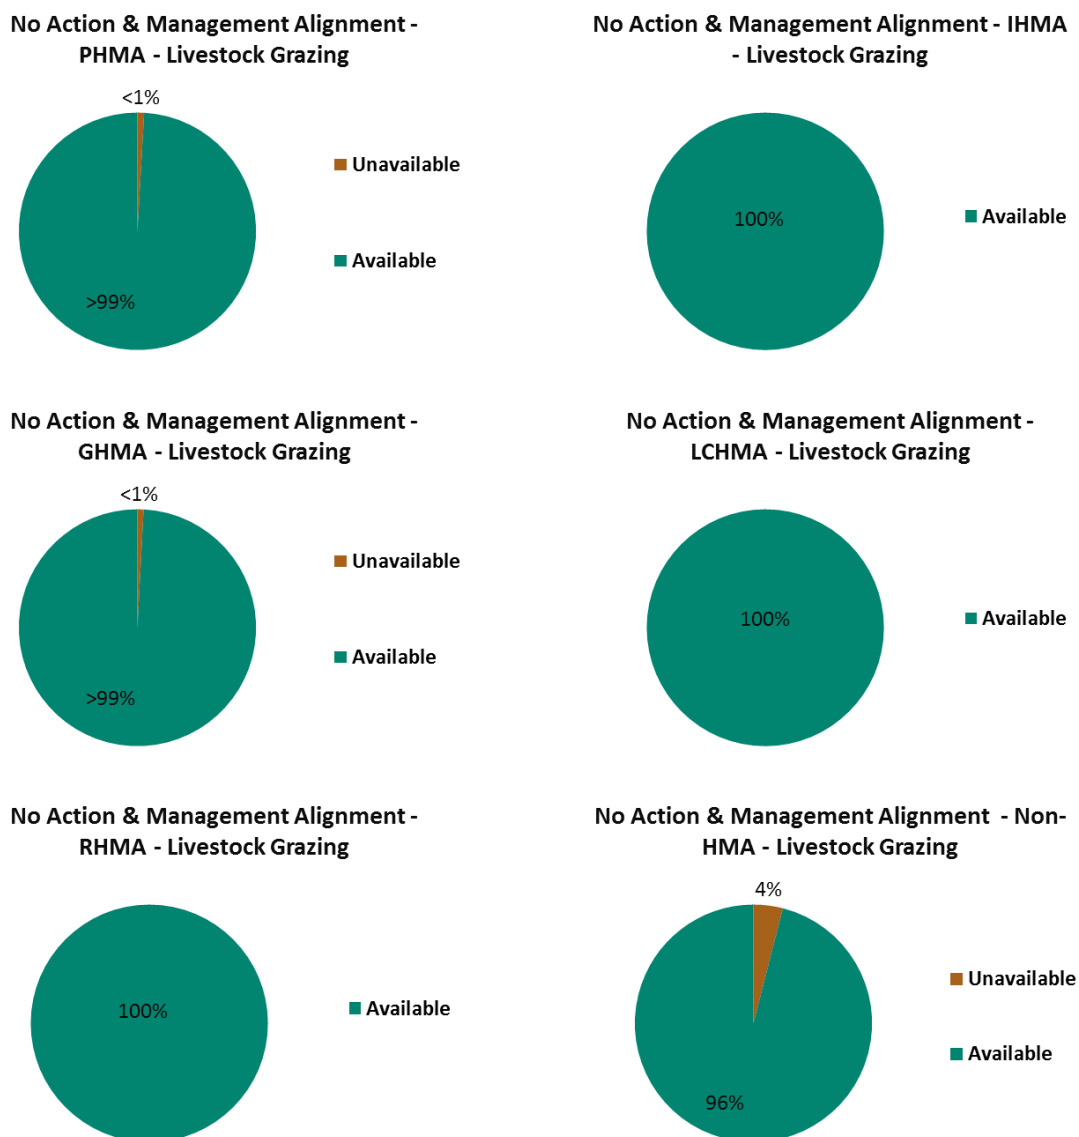 No Action & Management Alignment -
PHMA - Livestock Grazing
<1%
Unavailable
Available
>99%
No Action & Management Alignment - IHMA
- Livestock Grazing
100%
Available
No Action & Management Alignment -
GHMA - Livestock Grazing
<1%
Unavailable
Available
>99%
No Action & Management Alignment -
LCHMA - Livestock Grazing
100%
Available
No Action & Management Alignment -
RHMA - Livestock Grazing
100%
Available
No Action & Management Alignment - Non-
HMA - Livestock Grazing
4%
Unavailable
Available
96%